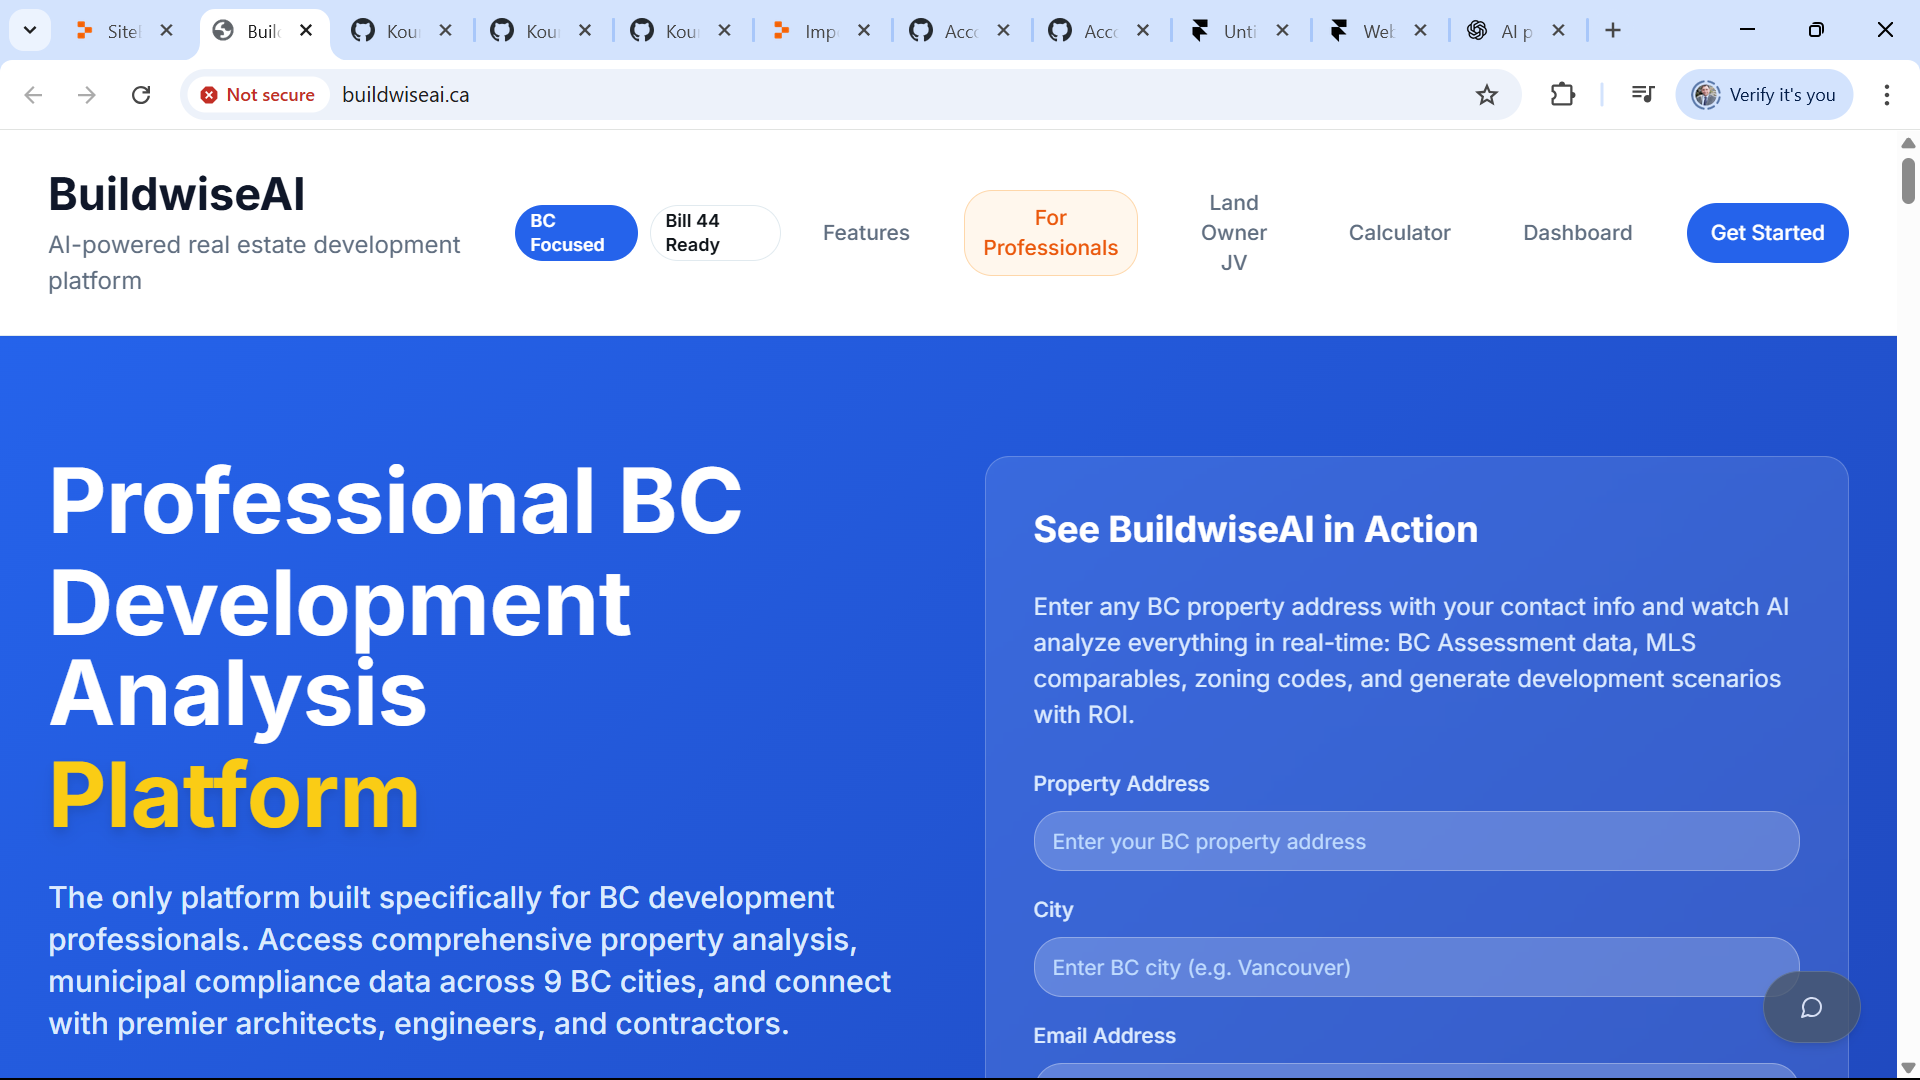 Site
Buil
Kou
Kou
Kou
Imp
Acc
Acc
Unti
Web
AI p
Not secure
buildwiseai.ca
Verify it's you
BuildwiseAI
AI-powered real estate development
platform
BC
Focused
Bill 44
Ready
Features
For
Professionals
Land
Owner
JV
Calculator
Dashboard
Get Started
Professional BC
Development
Analysis
Platform
The only platform built specifically for BC development
professionals. Access comprehensive property analysis,
municipal compliance data across 9 BC cities, and connect
with premier architects, engineers, and contractors.
See BuildwiseAI in Action
Enter any BC property address with your contact info and watch AI
analyze everything in real-time: BC Assessment data, MLS
comparables, zoning codes, and generate development scenarios
with ROI.
Property Address
Enter your BC property address
City
Enter BC city (e.g. Vancouver)
Email Address